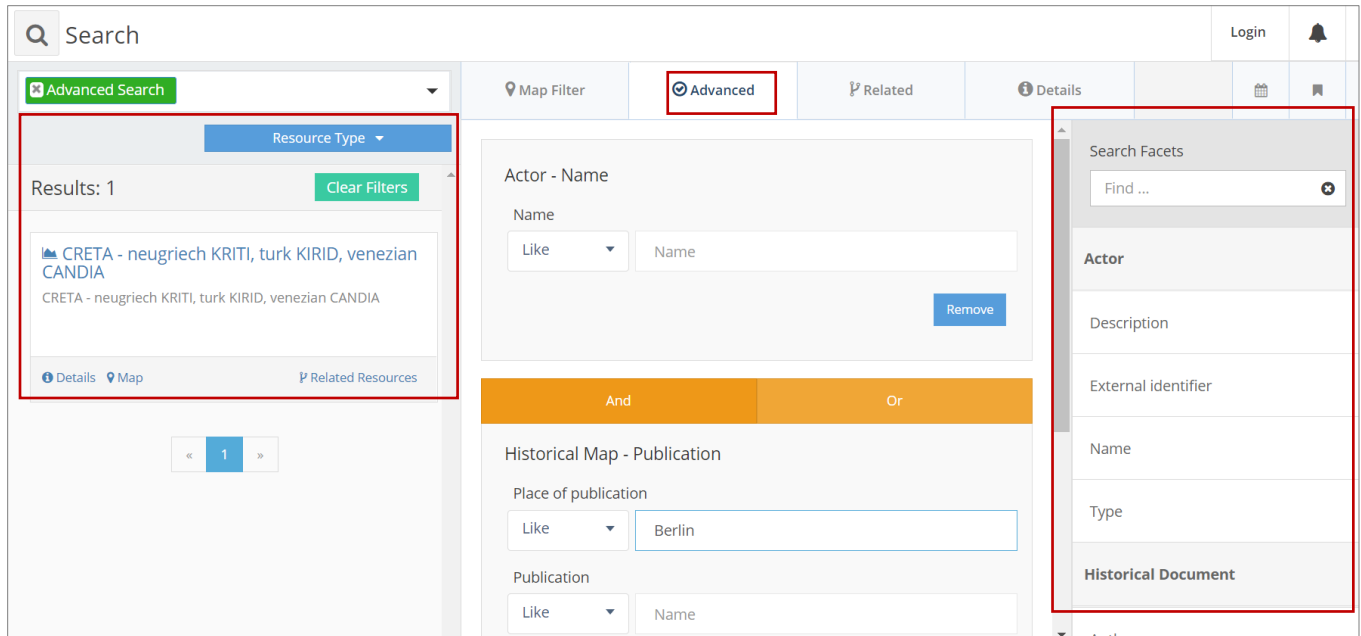 Search
Login
Advanced Search
Map Filter
Advanced
Related
Details
Resource Type
Results: 1
Clear Filters
CRETA - neugriech KRITI, turk KIRID, venezian
CANDIA
CRETA - neugriech KRITI, turk KIRID, venezian CANDIA
Details Map Related Resources
« 1 »
Actor - Name
Name
Like Name
Remove
And Or
Historical Map - Publication
Place of publication
Like Berlin
Publication
Like Name
Search Facets
Find ...
Actor
Description
External identifier
Name
Type
Historical Document